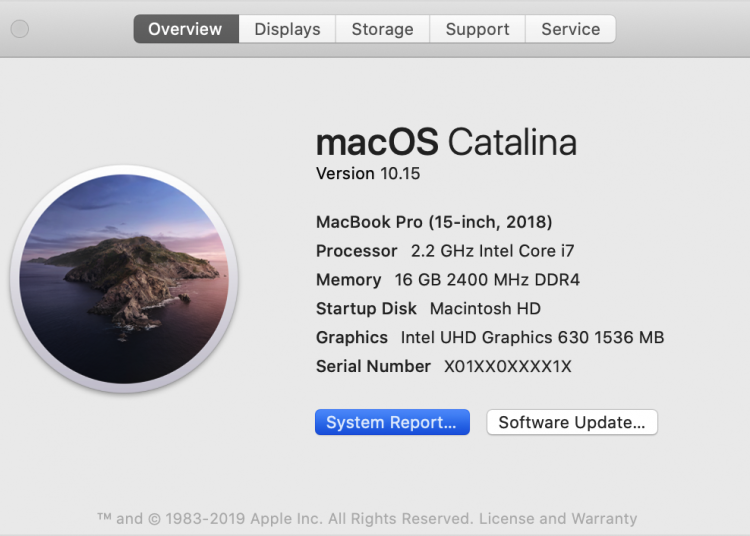 Overview Displays Storage Support Service
macOS Catalina
Version 10.15
MacBook Pro (15-inch, 2018)
Processor 2.2 GHz Intel Core i7
Memory 16 GB 2400 MHz DDR4
Startup Disk Macintosh HD
Graphics Intel UHD Graphics 630 1536 MB
Serial Number X01XX0XXXX1X
System Report... Software Update...
™ and © 1983-2019 Apple Inc. All Rights Reserved. License and Warranty